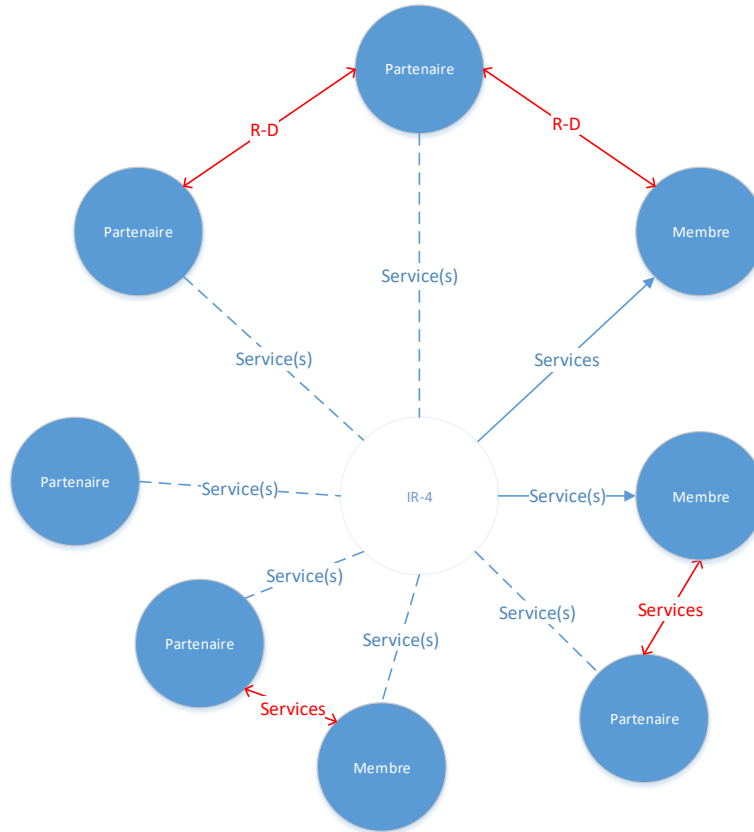 Partenaire
R-D
R-D
Partenaire
Membre
Service(s)
Service(s)
Services
Partenaire
Service(s)
IR-4
Service(s)
Membre
Service(s)
Service(s)
Services
Service(s)
Partenaire
Services
Partenaire
Membre